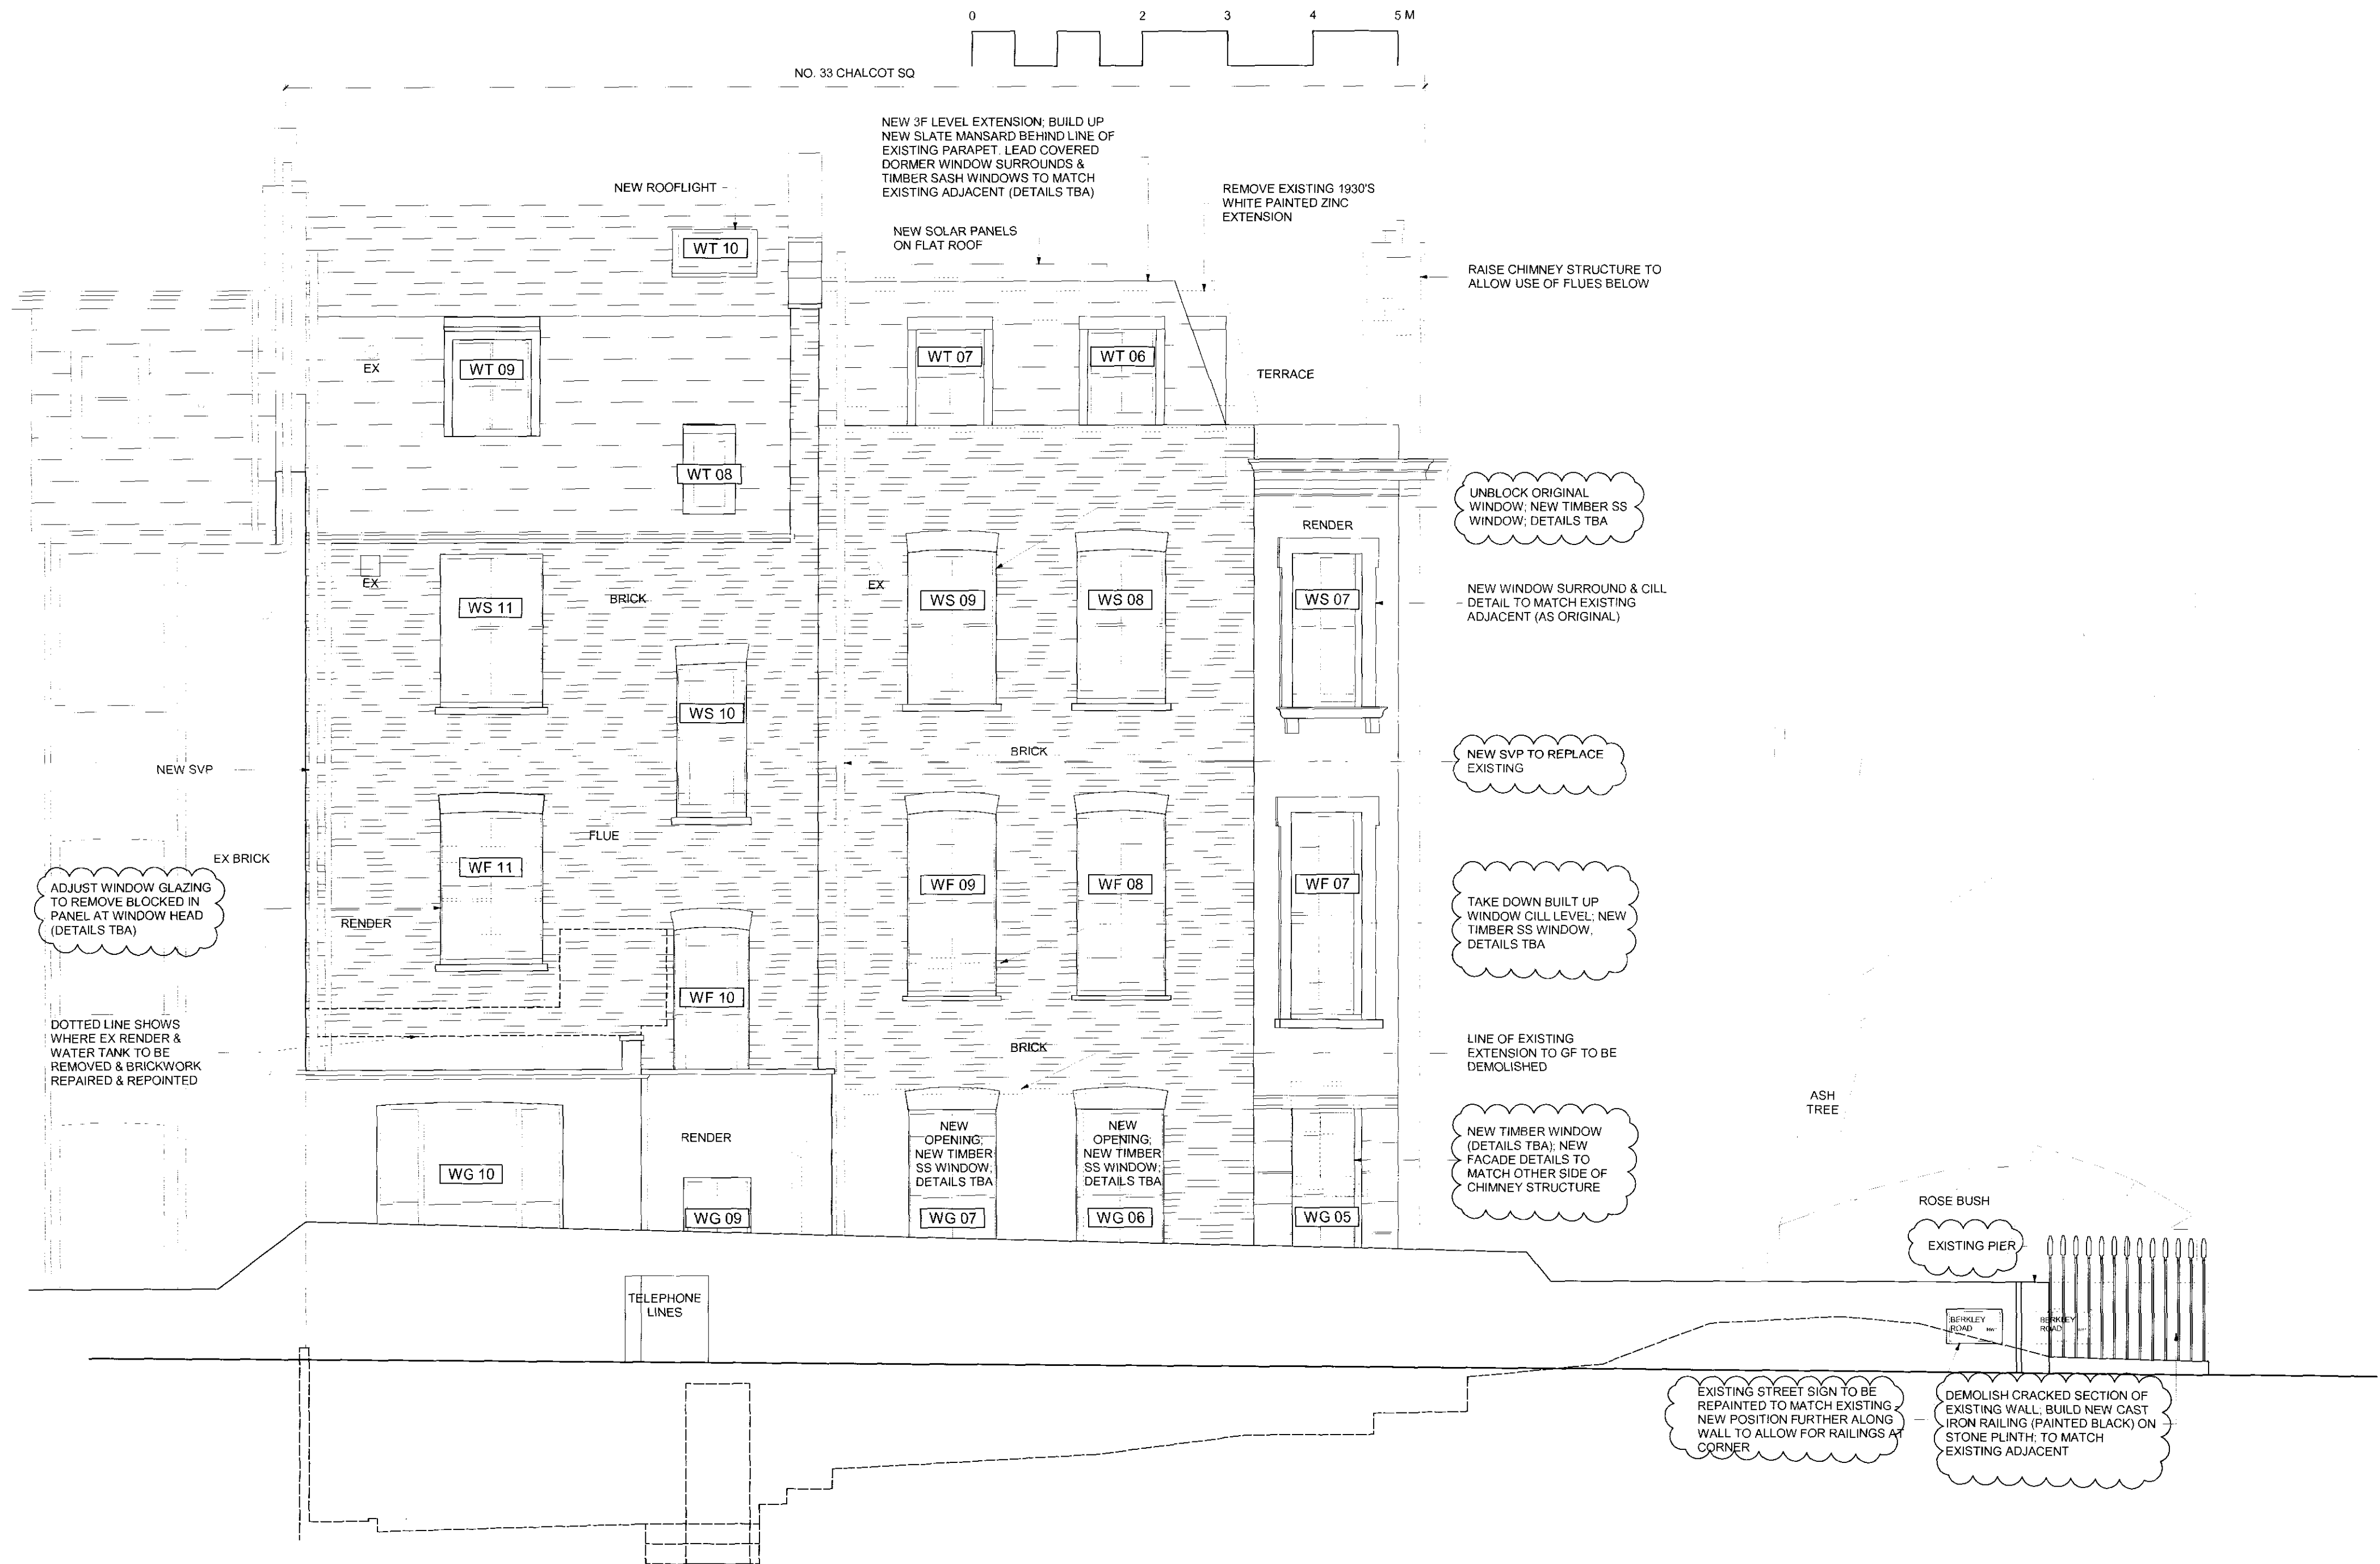 0 2 3 4 5 M
NO. 33 CHALCOT SQ
NEW 3F LEVEL EXTENSION; BUILD UP
NEW SLATE MANSARD BEHIND LINE OF
EXISTING PARAPET. LEAD COVERED
DORMER WINDOW SURROUNDS &
TIMBER SASH WINDOWS TO MATCH
EXISTING ADJACENT (DETAILS TBA)
NEW ROOFLIGHT
REMOVE EXISTING 1930'S
WHITE PAINTED ZINC
EXTENSION
NEW SOLAR PANELS
ON FLAT ROOF
WT 10
RAISE CHIMNEY STRUCTURE TO
ALLOW USE OF FLUES BELOW
EX
WT 09
WT 07
WT 06
TERRACE
WT 08
UNBLOCK ORIGINAL
WINDOW; NEW TIMBER SS
WINDOW; DETAILS TBA
RENDER
EX
WS 11
BRICK
EX
WS 09
WS 08
WS 07
NEW WINDOW SURROUND & CILL
DETAIL TO MATCH EXISTING
ADJACENT (AS ORIGINAL)
WS 10
BRICK
NEW SVP TO REPLACE
EXISTING
NEW SVP
FLUE
EX BRICK
WF 11
WF 09
WF 08
WF 07
ADJUST WINDOW GLAZING
TO REMOVE BLOCKED IN
PANEL AT WINDOW HEAD
(DETAILS TBA)
RENDER
TAKE DOWN BUILT UP
WINDOW CILL LEVEL; NEW
TIMBER SS WINDOW,
DETAILS TBA
WF 10
DOTTED LINE SHOWS
WHERE EX RENDER &
WATER TANK TO BE
REMOVED & BRICKWORK
REPAIRED & REPOINTED
BRICK
LINE OF EXISTING
EXTENSION TO GF TO BE
DEMOLISHED
ASH
TREE
RENDER
NEW
OPENING;
NEW TIMBER
SS WINDOW;
DETAILS TBA
NEW
OPENING;
NEW TIMBER
SS WINDOW;
DETAILS TBA
NEW TIMBER WINDOW
(DETAILS TBA); NEW
FACADE DETAILS TO
MATCH OTHER SIDE OF
CHIMNEY STRUCTURE
WG 10
WG 09
WG 07
WG 06
WG 05
ROSE BUSH
EXISTING PIER
TELEPHONE
LINES
BERKLEY
ROAD
BERKLEY
ROAD
EXISTING STREET SIGN TO BE
REPAINTED TO MATCH EXISTING
NEW POSITION FURTHER ALONG
WALL TO ALLOW FOR RAILINGS AT
CORNER
DEMOLISH CRACKED SECTION OF
EXISTING WALL; BUILD NEW CAST
IRON RAILING (PAINTED BLACK) ON
STONE PLINTH; TO MATCH
EXISTING ADJACENT